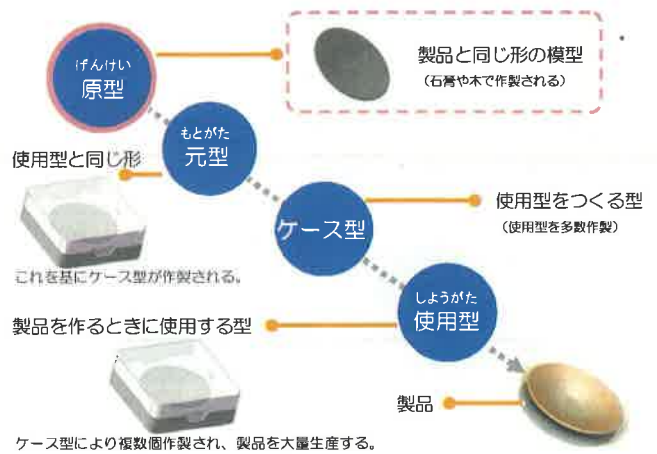 げんけい
原型
製品と同じ形の模型
（石膏や木で作製される）
もとがた
元型
使用型と同じ形
これを基にケース型が作製される。
ケース型
使用型をつくる型
（使用型を多数作製）
しようがた
使用型
製品を作るときに使用する型
ケース型により複数個作製され、製品を大量生産する。
製品